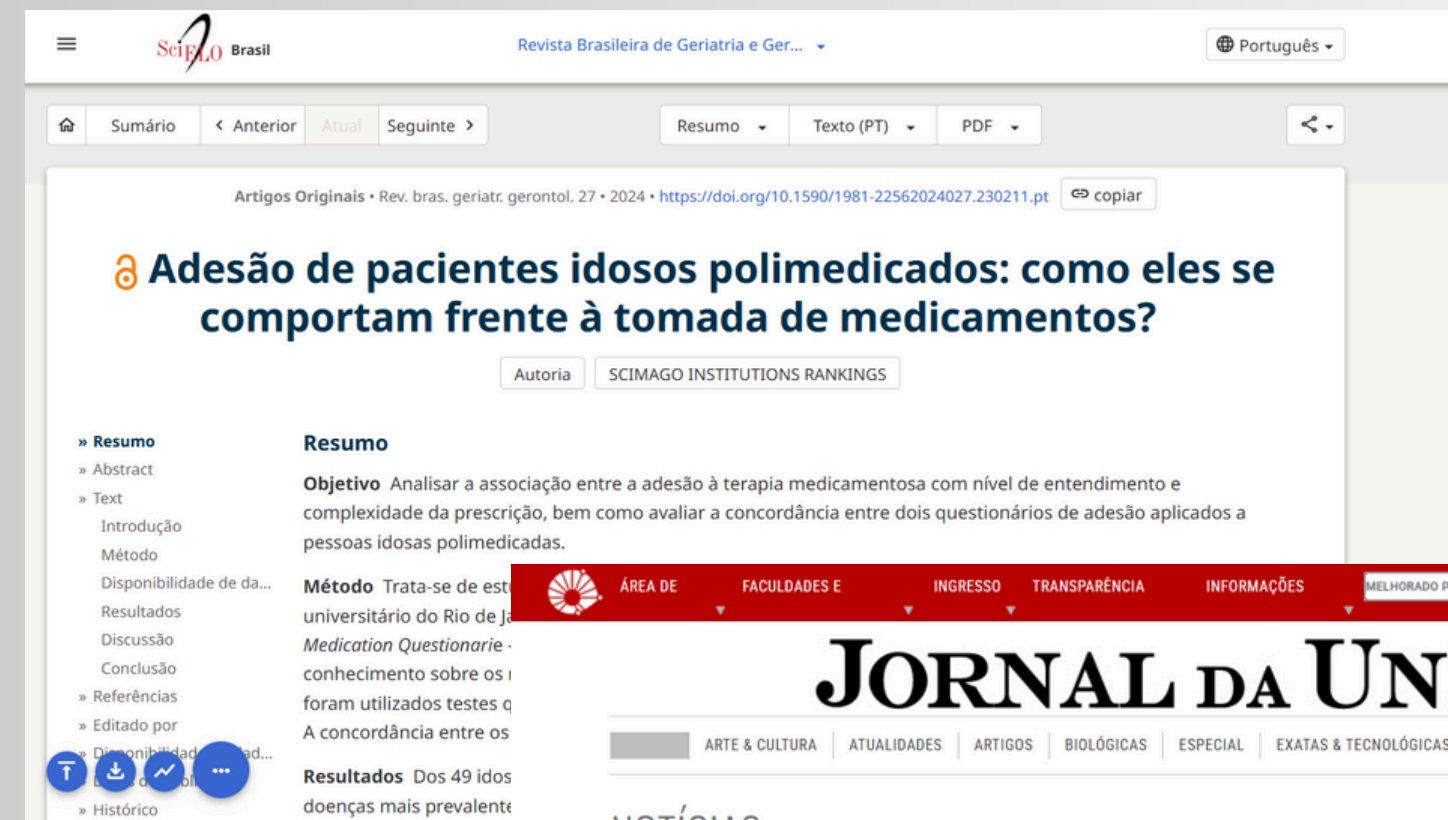 SciELO Brasil
Revista Brasileira de Geriatria e Ger...
Português
Sumário
Anterior
Atual
Seguinte
Resumo
Texto (PT)
PDF
Artigos Originais • Rev. bras. geriatr. gerontol. 27 • 2024 • https://doi.org/10.1590/1981-22562024027.230211.pt
copiar
Adesão de pacientes idosos polimedicados: como eles se
comportam frente à tomada de medicamentos?
Autoria
SCIMAGO INSTITUTIONS RANKINGS
» Resumo
» Abstract
» Text
Introdução
Método
Disponibilidade de da...
Resultados
Discussão
Conclusão
» Referências
» Editado por
» Histórico
Resumo
Objetivo Analisar a associação entre a adesão à terapia medicamentosa com nível de entendimento e
complexidade da prescrição, bem como avaliar a concordância entre dois questionários de adesão aplicados a
pessoas idosas polimedicadas.
Método Trata-se de est
universitário do Rio de Ja
Medication Questionarie -
conhecimento sobre os
foram utilizados testes q
A concordância entre os
Resultados Dos 49 idos
doenças mais prevalente
ÁREA DE
FACULDADES E
INGRESSO
TRANSPARÊNCIA
INFORMAÇÕES
MELHORADO P
JORNAL DA UN
ARTE & CULTURA
ATUALIDADES
ARTIGOS
BIOLÓGICAS
ESPECIAL
EXATAS & TECNOLÓGICAS